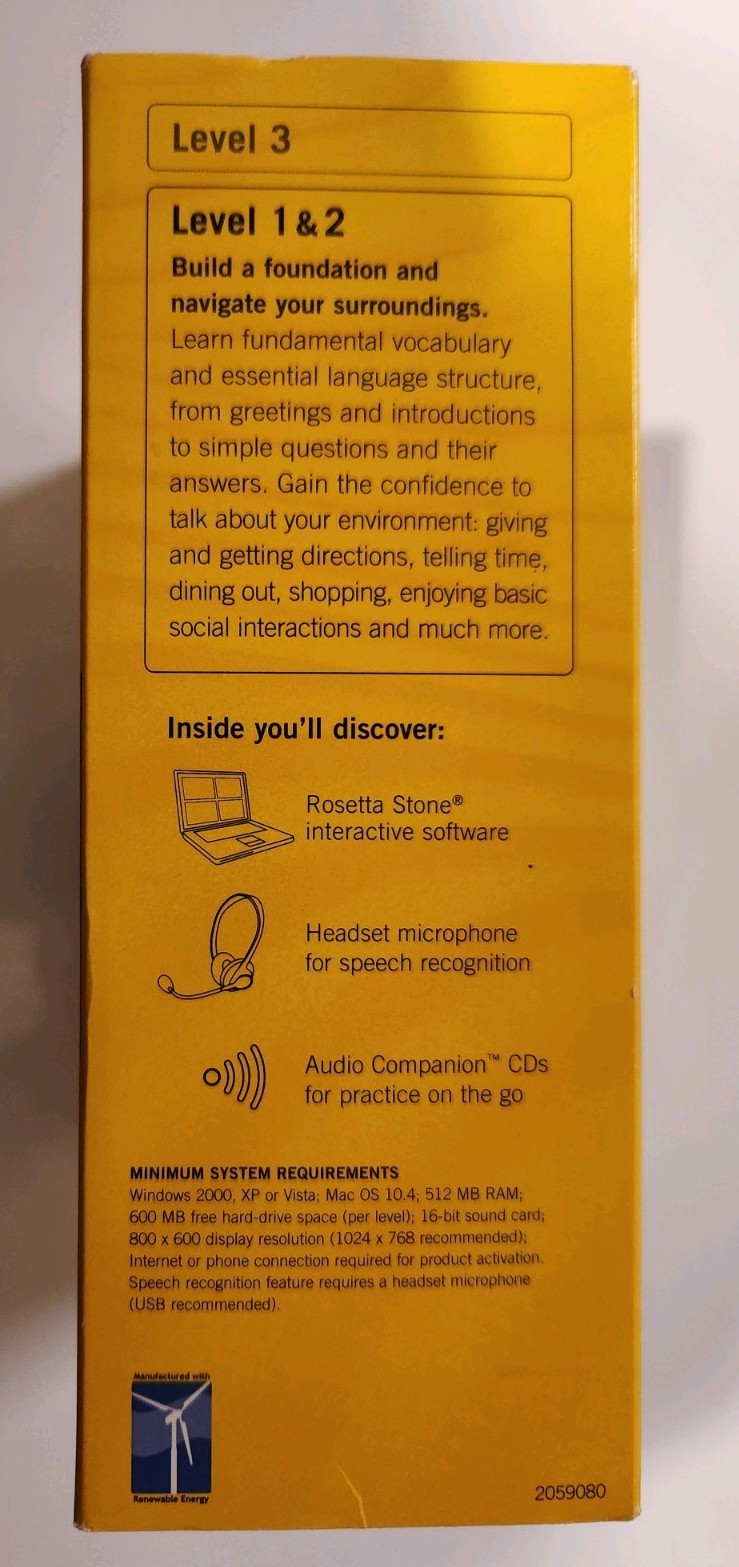 Level 3
Level 1 & 2
Build a foundation and
navigate your surroundings.
Learn fundamental vocabulary
and essential language structure,
from greetings and introductions
to simple questions and their
answers. Gain the confidence to
talk about your environment: giving
and getting directions, telling time,
dining out, shopping, enjoying basic
social interactions and much more.
Inside you'll discover:
Rosetta Stone®
interactive software
Headset microphone
for speech recognition
Audio Companion™ CDs
for practice on the go
MINIMUM SYSTEM REQUIREMENTS
Windows 2000, XP or Vista; Mac OS 10.4; 512 MB RAM;
600 MB free hard-drive space (per level); 16-bit sound card;
800 x 600 display resolution (1024 x 768 recommended);
Internet or phone connection required for product activation.
Speech recognition feature requires a headset microphone
(USB recommended).
Manufactured with
Renewable Energy
2059080